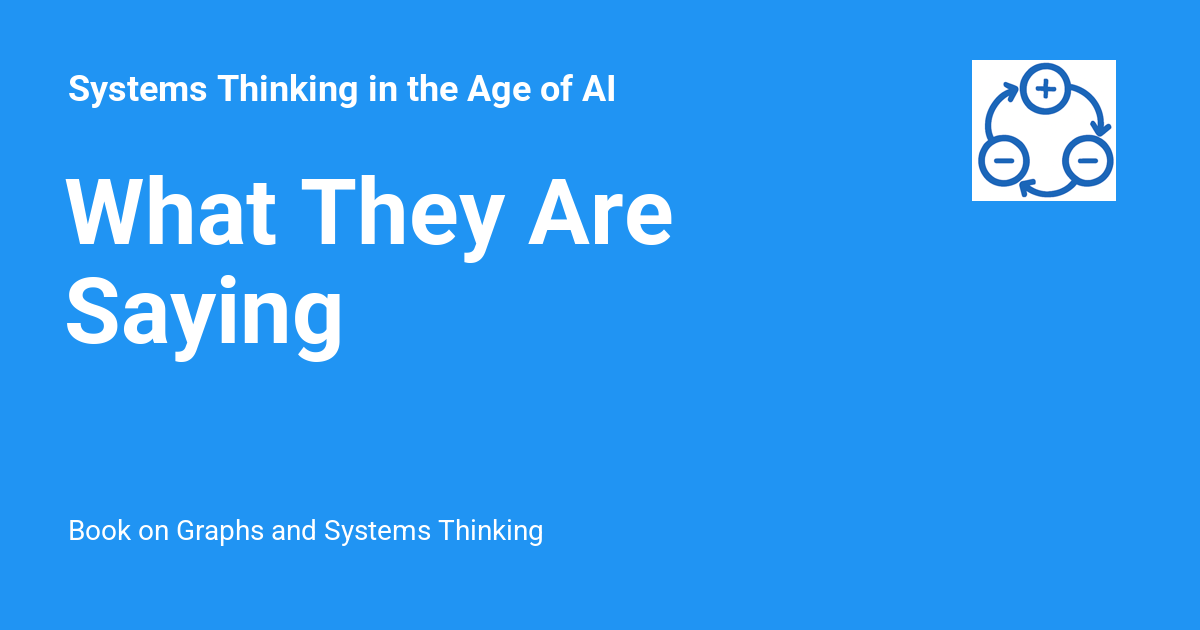 Systems Thinking in the Age of AI
What They Are
Saying
Book on Graphs and Systems Thinking